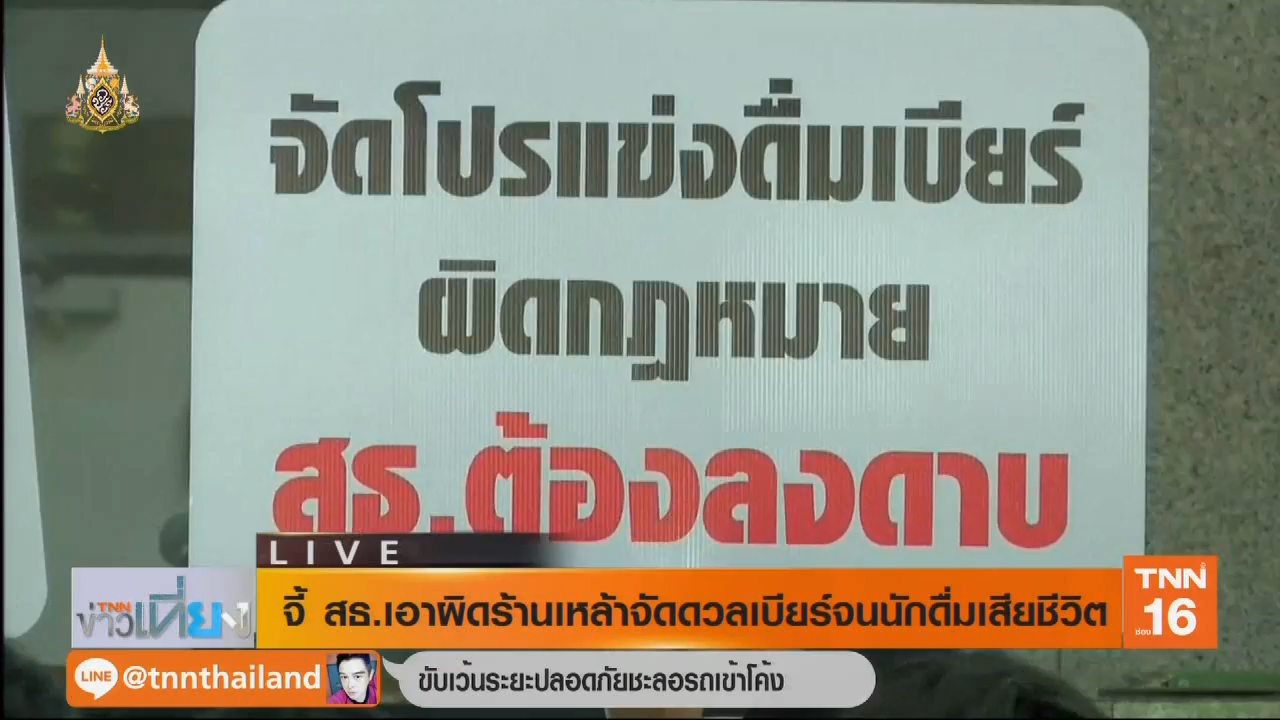 จัดโปรแข่งดื่มเบียร์
ผิดกฎหมาย
สธ.ต้องลงดาบ
LIVE
TNN ข่าวเที่ยง
จี้ สธ.เอาผิดร้านเหล้าจัดดวลเบียร์จนนักดื่มเสียชีวิต
TNN
ช่อง 16
LINE @tnnthailand
ขับเว้นระยะปลอดภัยชะลอรถเข้าโค้ง